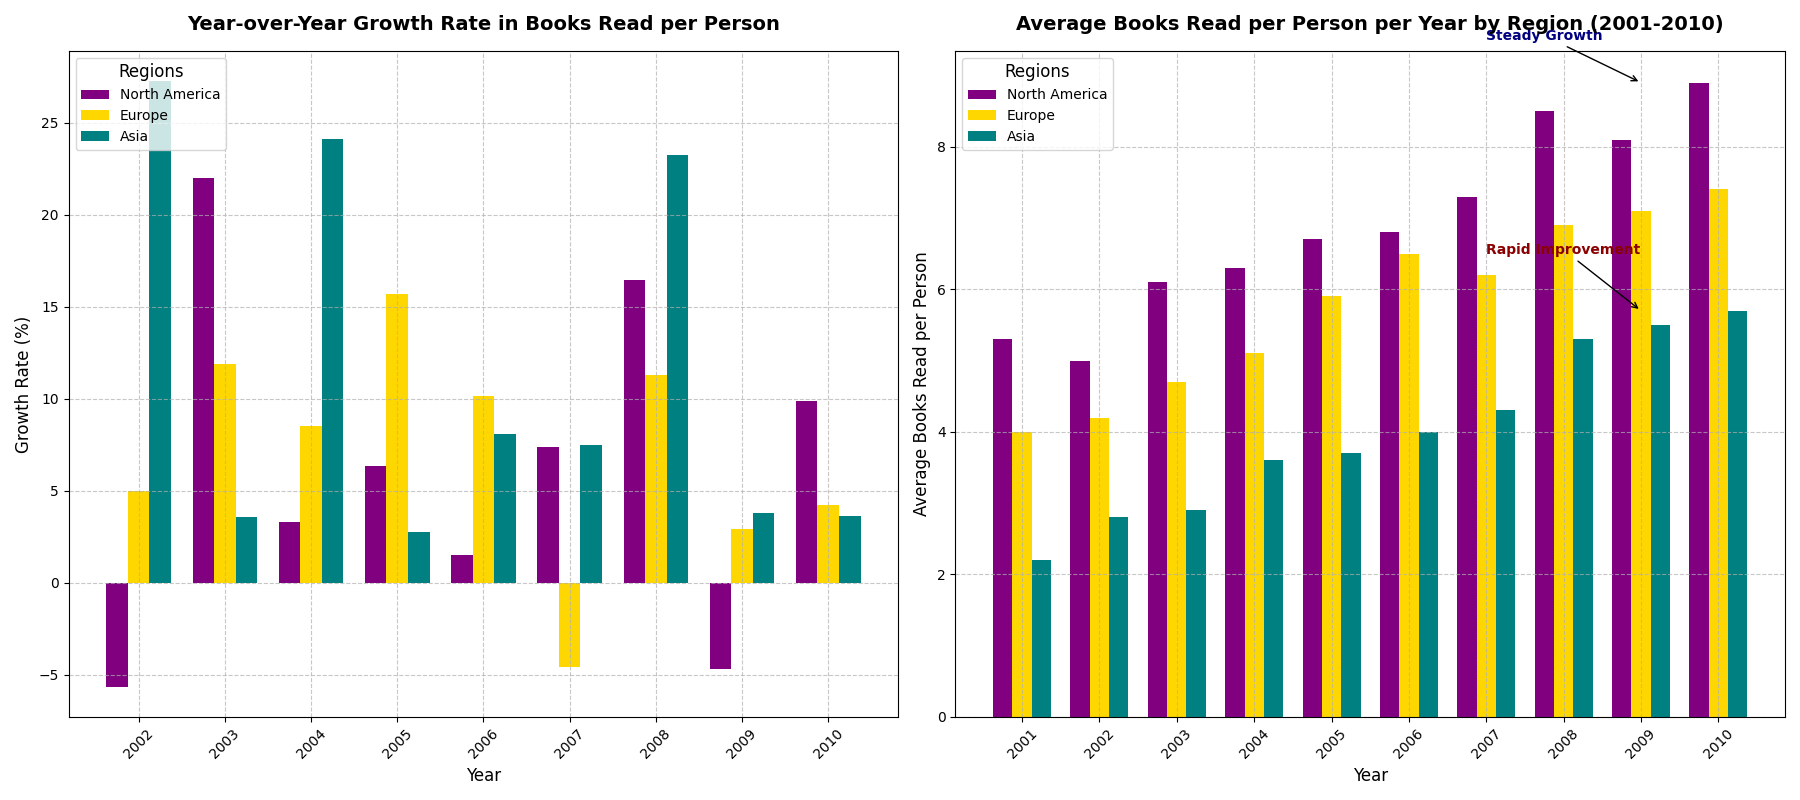 Year-over-Year Growth Rate in Books Read per Person
Regions
North America
Europe
Asia
Growth Rate (%)
25
20
15
10
5
0
−5
2002
2003
2004
2005
2006
2007
2008
2009
2010
Year
Average Books Read per Person per Year by Region (2001-2010)
Steady Growth
Regions
North America
Europe
Asia
Rapid Improvement
Average Books Read per Person
8
6
4
2
0
2001
2002
2003
2004
2005
2006
2007
2008
2009
2010
Year